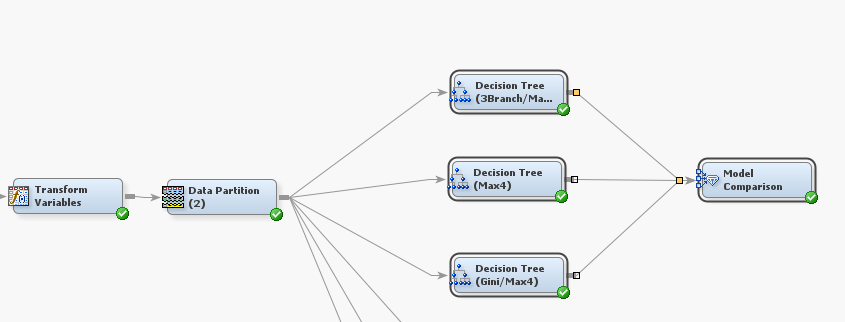 Transform
Variables
Data Partition
(2)
Decision Tree
(3Branch/Ma...
Decision Tree
(Max4)
Decision Tree
(Gini/Max4)
Model
Comparison